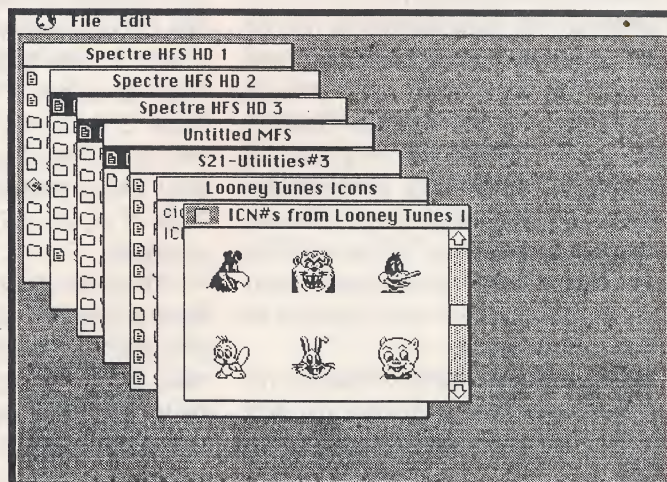 File Edit
Spectre HFS HD 1
Spectre HFS HD 2
Spectre HFS HD 3
Untitled MFS
S21-Utilities#3
Looney Tunes Icons
ICN#s from Looney Tunes I